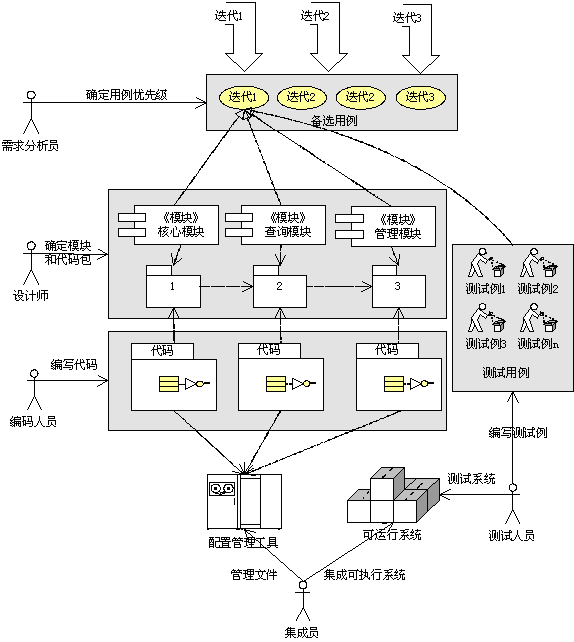 迭代1
迭代2
迭代3
迭代1
迭代2
迭代2
迭代3
备选用例
确定用例优先级
需求分析员
《模块》
核心模块
《模块》
查询模块
《模块》
管理模块
确定模块
和代码包
设计师
1
2
3
测试例1
测试例2
测试例3
测试例n
测试用例
代码
代码
代码
编写代码
编码人员
编写测试例
测试系统
测试人员
配置管理工具
可运行系统
管理文件
集成可执行系统
集成员